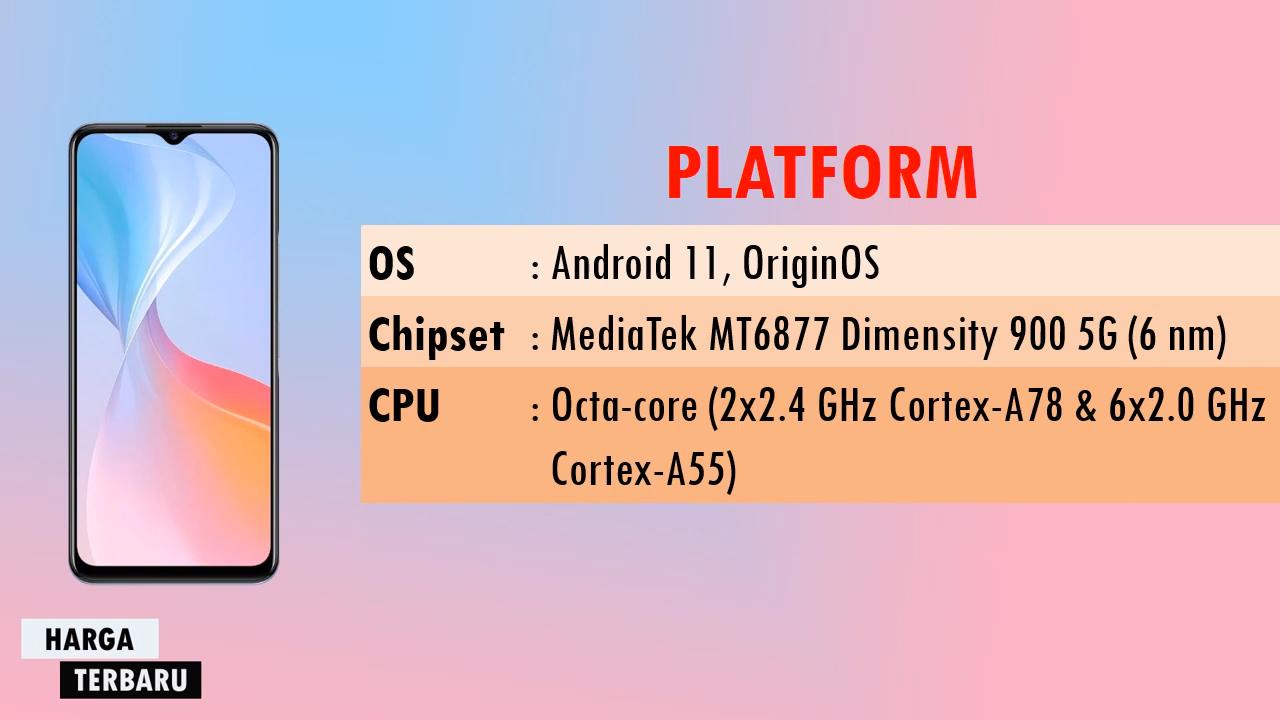 PLATFORM
OS : Android 11, OriginOS
Chipset : MediaTek MT6877 Dimensity 900 5G (6 nm)
CPU : Octa-core (2x2.4 GHz Cortex-A78 & 6x2.0 GHz
Cortex-A55)
HARGA
TERBARU